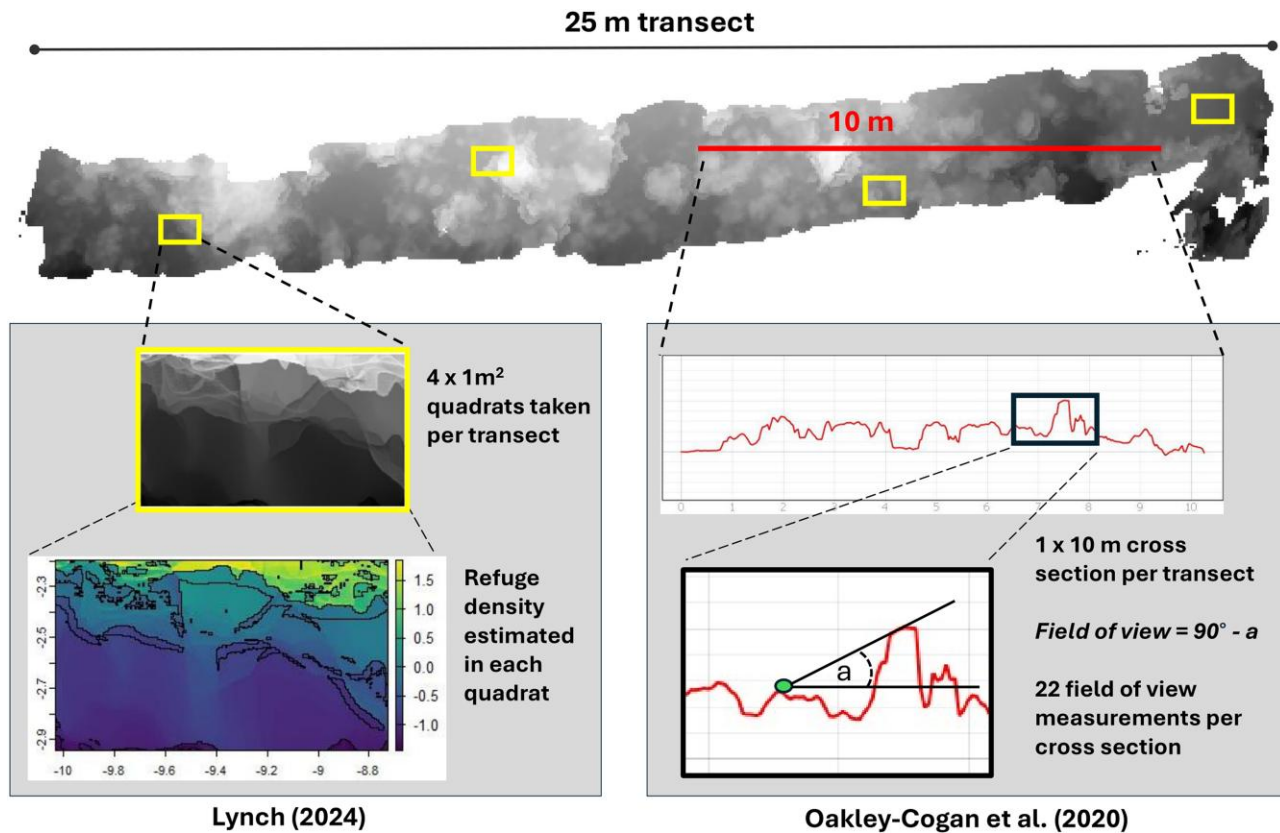 25 m transect
10 m
4 x 1m²
quadrats taken
per transect
Refuge
density
estimated
in each
quadrat
-2.3
-2.5
-2.7
-2.9
-10 -9.8 -9.6 -9.4 -9.2 -9 -8.8
1.5
1.0
0.5
0.0
-0.5
-1.0
Lynch (2024)
0 1 2 3 4 5 6 7 8 9 10
1 x 10 m cross
section per transect
Field of view = 90° - a
22 field of view
measurements per
cross section
a
Oakley-Cogan et al. (2020)